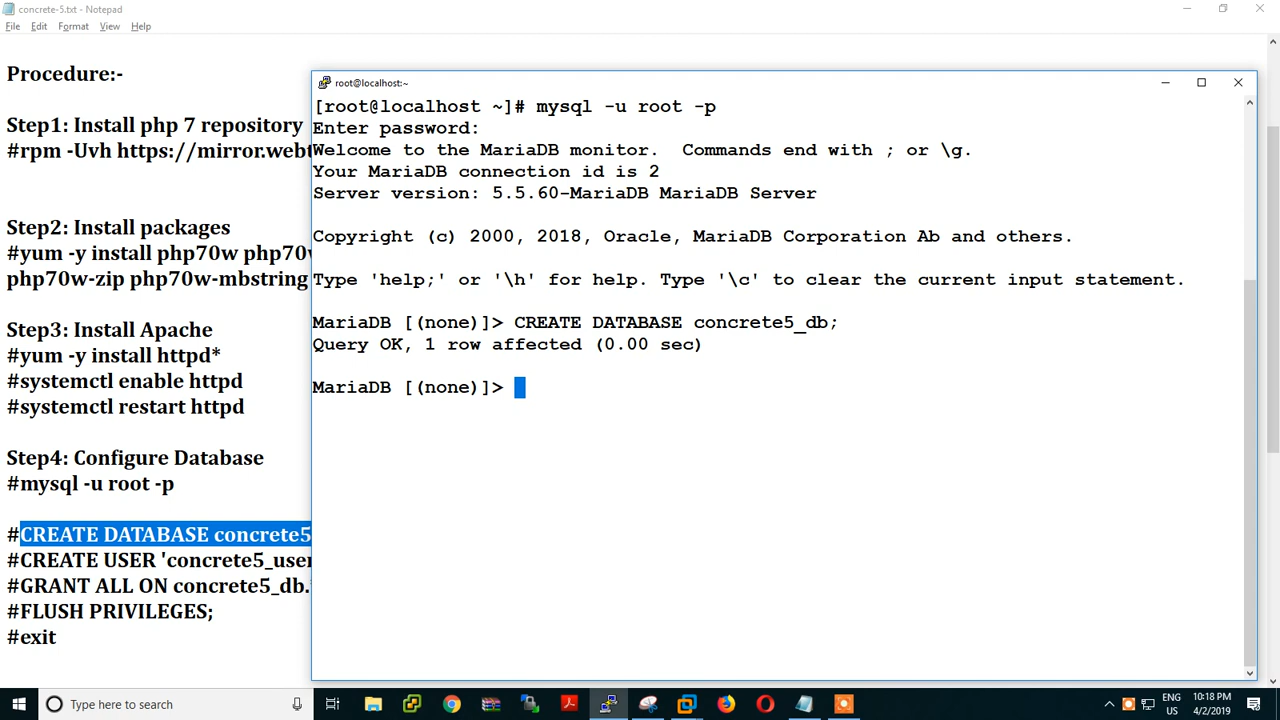 concrete-5.txt - Notepad
File Edit Format View Help
Procedure:-
Step1: Install php 7 repository
#rpm -Uvh https://mirror.webt
Step2: Install packages
#yum -y install php70w php70w
php70w-zip php70w-mbstring
Step3: Install Apache
#yum -y install httpd*
#systemctl enable httpd
#systemctl restart httpd
Step4: Configure Database
#mysql -u root -p
#CREATE DATABASE concrete5
#CREATE USER 'concrete5_user
#GRANT ALL ON concrete5_db.
#FLUSH PRIVILEGES;
#exit
root@localhost:~
[root@localhost ~]# mysql -u root -p
Enter password:
Welcome to the MariaDB monitor.  Commands end with ; or \g.
Your MariaDB connection id is 2
Server version: 5.5.60-MariaDB MariaDB Server
Copyright (c) 2000, 2018, Oracle, MariaDB Corporation Ab and others.
Type 'help;' or '\h' for help. Type '\c' to clear the current input statement.
MariaDB [(none)]> CREATE DATABASE concrete5_db;
Query OK, 1 row affected (0.00 sec)
MariaDB [(none)]>
Type here to search
ENG
US
10:18 PM
4/2/2019